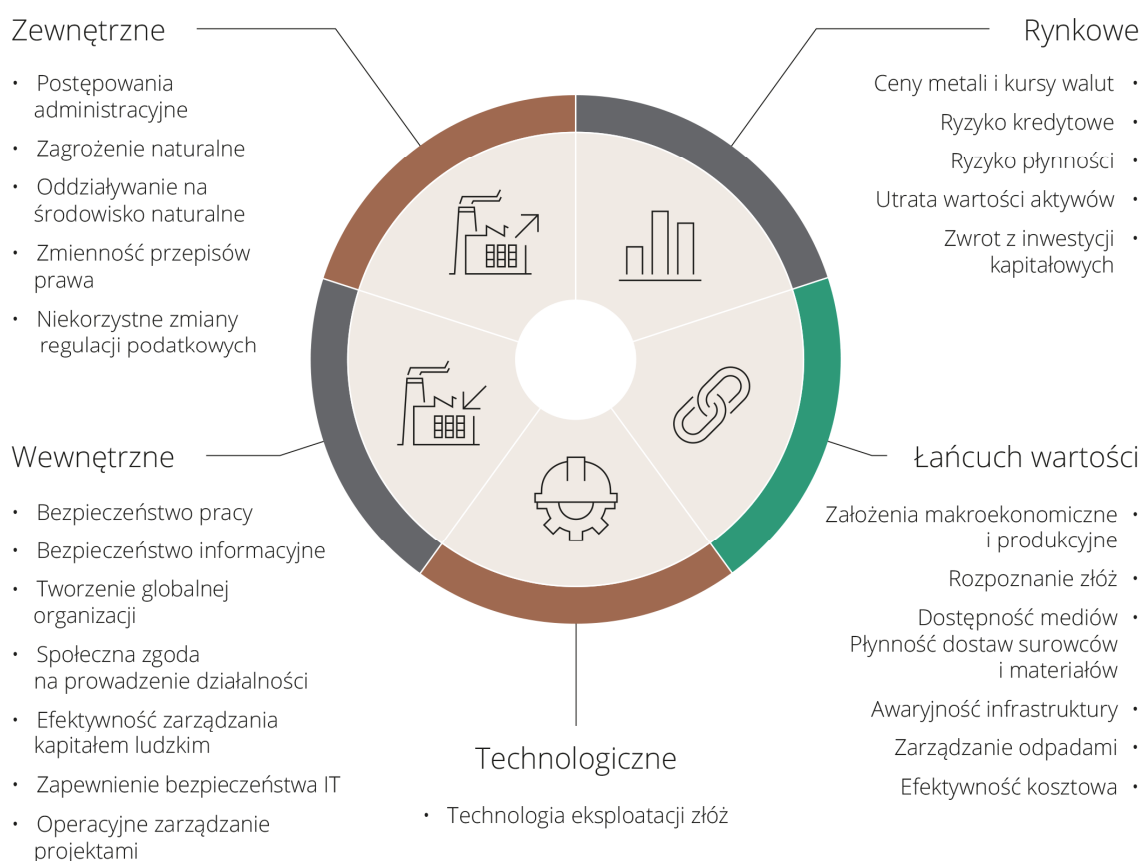 Zewnętrzne
• Postępowania
administracyjne
• Zagrożenie naturalne
• Oddziaływanie na
środowisko naturalne
• Zmienność przepisów
prawa
• Niekorzystne zmiany
regulacji podatkowych
Rynkowe
Ceny metali i kursy walut •
Ryzyko kredytowe •
Ryzyko płynności •
Utrata wartości aktywów •
Zwrot z inwestycji •
kapitałowych
Wewnętrzne
• Bezpieczeństwo pracy
• Bezpieczeństwo informacyjne
• Tworzenie globalnej
organizacji
• Społeczna zgoda
na prowadzenie działalności
• Efektywność zarządzania
kapitałem ludzkim
• Zapewnienie bezpieczeństwa IT
• Operacyjne zarządzanie
projektami
Łańcuch wartości
Założenia makroekonomiczne •
i produkcyjne
Rozpoznanie złóż •
Dostępność mediów •
Płynność dostaw surowców
i materiałów
Awaryjność infrastruktury •
Zarządzanie odpadami •
Efektywność kosztowa •
Technologiczne
• Technologia eksploatacji złóż